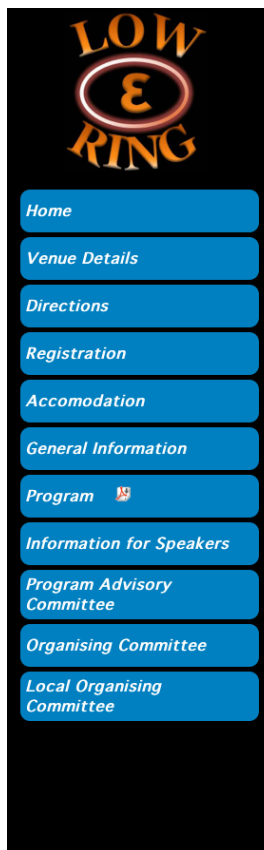 LOW
ε
RING
Home
Venue Details
Directions
Registration
Accomodation
General Information
Program
Information for Speakers
Program Advisory
Committee
Organising Committee
Local Organising
Committee